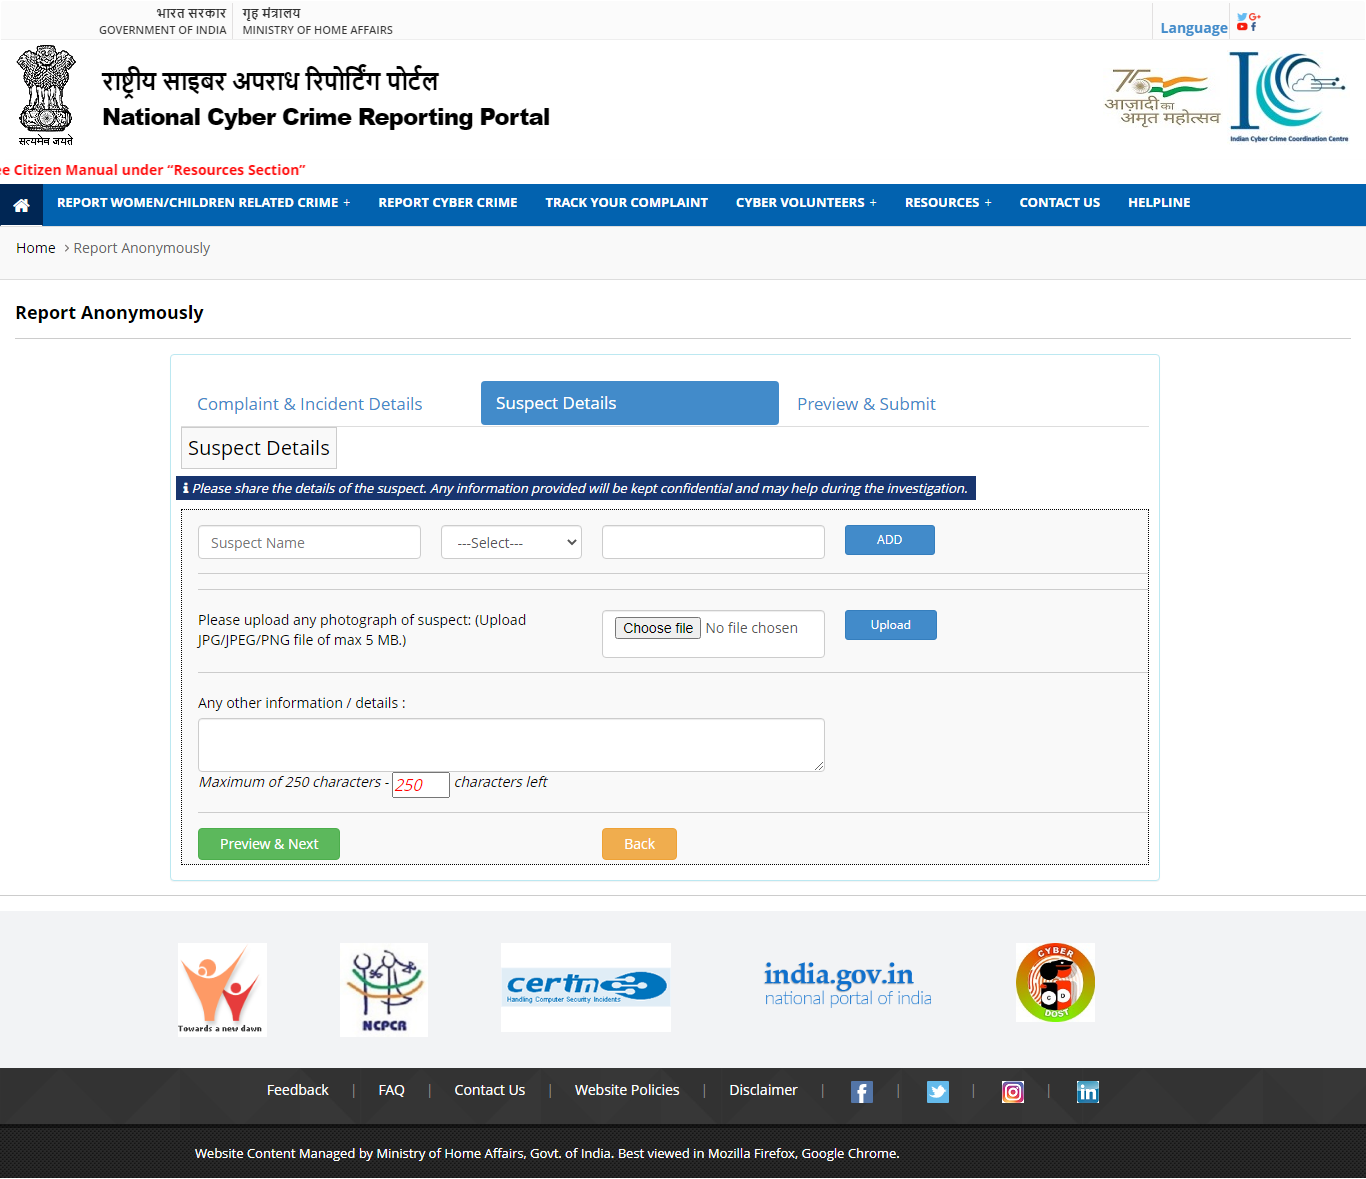 भारत सरकार
GOVERNMENT OF INDIA
गृह मंत्रालय
MINISTRY OF HOME AFFAIRS
Language
सत्यमेव जयते
राष्ट्रीय साइबर अपराध रिपोर्टिंग पोर्टल
National Cyber Crime Reporting Portal
75
आज़ादी का
अमृत महोत्सव
Indian Cyber Crime Coordination Centre
ee Citizen Manual under “Resources Section”
REPORT WOMEN/CHILDREN RELATED CRIME + REPORT CYBER CRIME TRACK YOUR COMPLAINT CYBER VOLUNTEERS + RESOURCES + CONTACT US HELPLINE
Home > Report Anonymously
Report Anonymously
Complaint & Incident Details Suspect Details Preview & Submit
Suspect Details
Please share the details of the suspect. Any information provided will be kept confidential and may help during the investigation.
Suspect Name ---Select--- ADD
Please upload any photograph of suspect: (Upload
JPG/JPEG/PNG file of max 5 MB.)
Choose file No file chosen Upload
Any other information / details :
Maximum of 250 characters - 250 characters left
Preview & Next Back
Towards a new dawn
NCPCR
certin
Handling Computer Security Incidents
india.gov.in
national portal of india
CYBER
CD
DOST
Feedback | FAQ | Contact Us | Website Policies | Disclaimer | | | |
Website Content Managed by Ministry of Home Affairs, Govt. of India. Best viewed in Mozilla Firefox, Google Chrome.